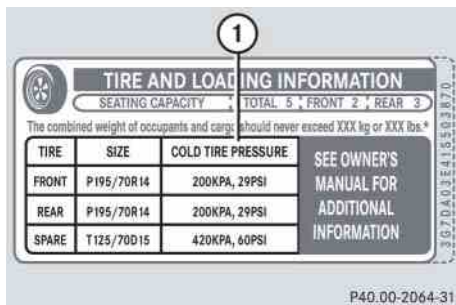 1
TIRE AND LOADING INFORMATION
SEATING CAPACITY TOTAL 5 FRONT 2 REAR 3
The combined weight of occupants and cargo should never exceed XXX kg or XXX lbs.*
TIRE SIZE COLD TIRE PRESSURE
FRONT P195/70R14 200KPA, 29PSI
REAR P195/70R14 200KPA, 29PSI
SPARE T125/70D15 420KPA, 60PSI
SEE OWNER'S
MANUAL FOR
ADDITIONAL
INFORMATION
3G7DA03E415503870
P40.00-2064-31